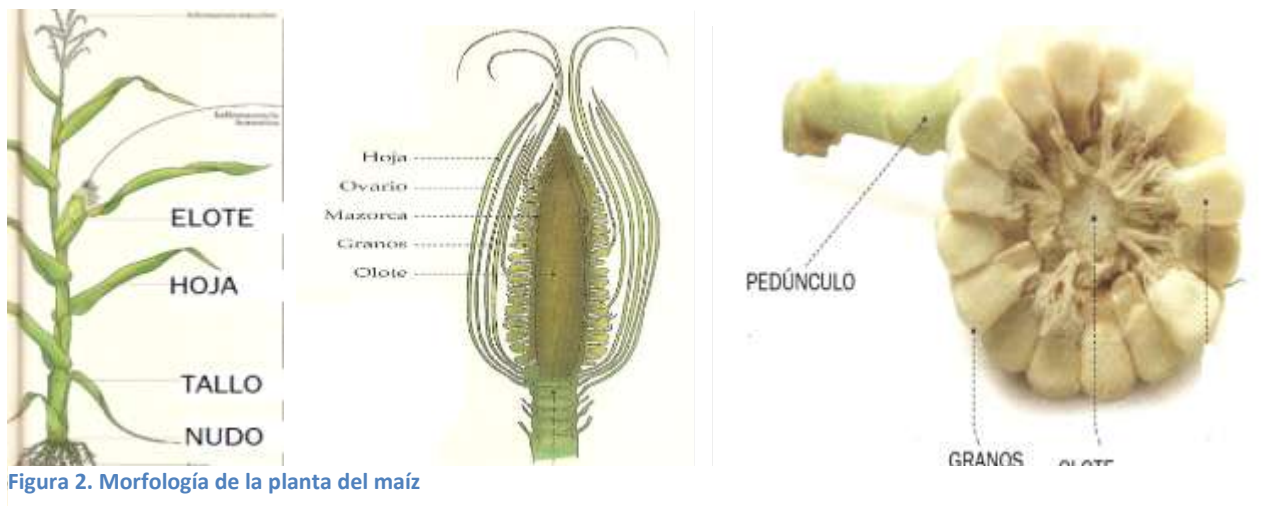 ELOTE
HOJA
TALLO
NUDO
Hoja
Ovario
Mazorca
Granos
Olote
PEDÚNCULO
GRANOS
Figura 2. Morfología de la planta del maíz